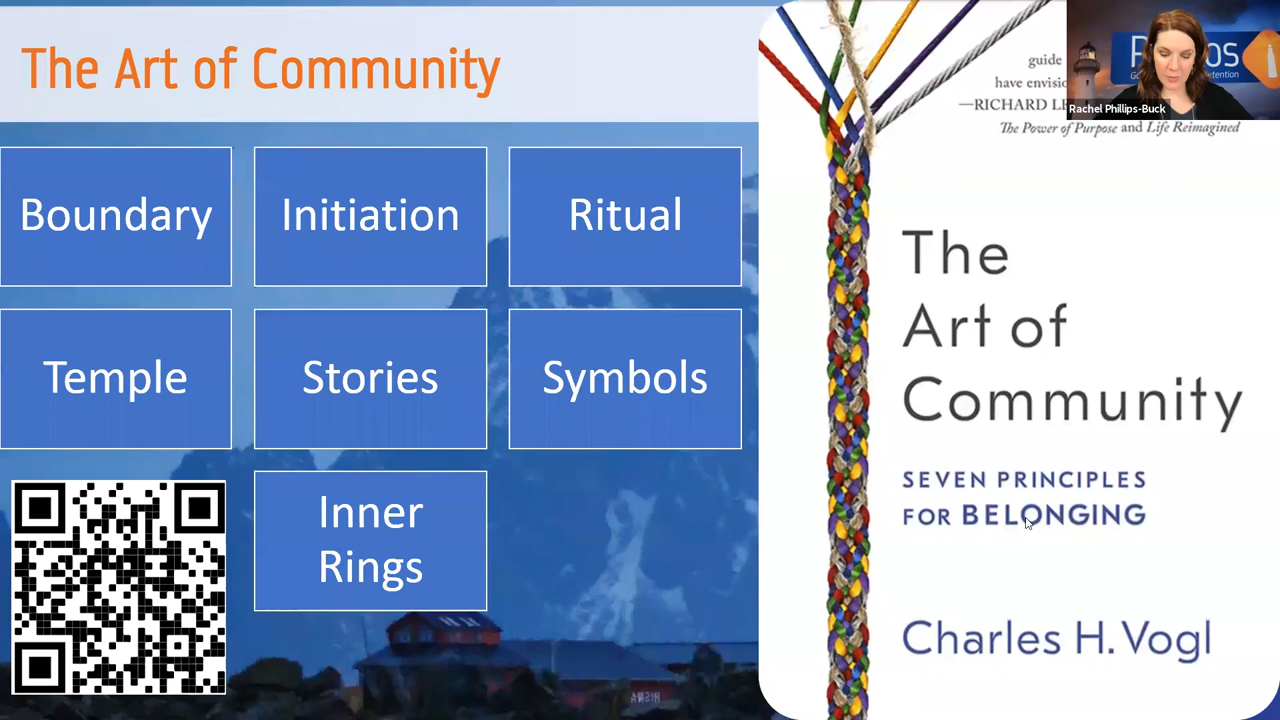 The Art of Community
Boundary
Initiation
Ritual
Temple
Stories
Symbols
Inner
Rings
guide
have envisio
—RICHARD LE
The Power of Purpose and Life Reimagined
The
Art of
Community
SEVEN PRINCIPLES
FOR BELONGING
Charles H. Vogl
Rachel Phillips-Buck